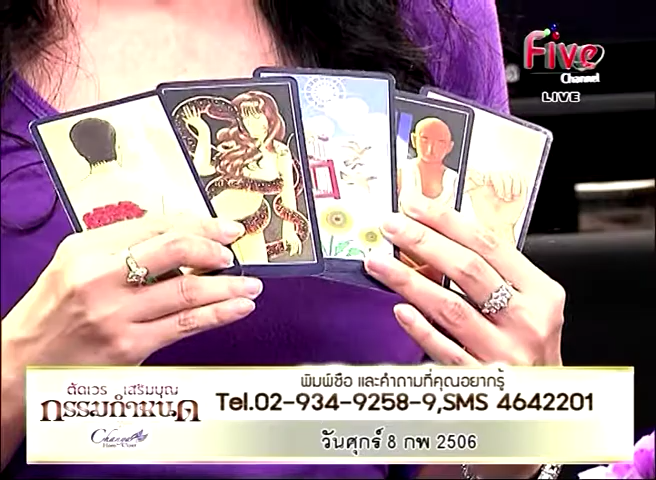 Five
Channel
LIVE
ตัดเวร เสริมบุญ
กรรมกำหนด
พิมพ์ชื่อ และคำถามที่คุณอยากรู้
Tel.02-934-9258-9,SMS 4642201
วันศุกร์ 8 กพ 2506